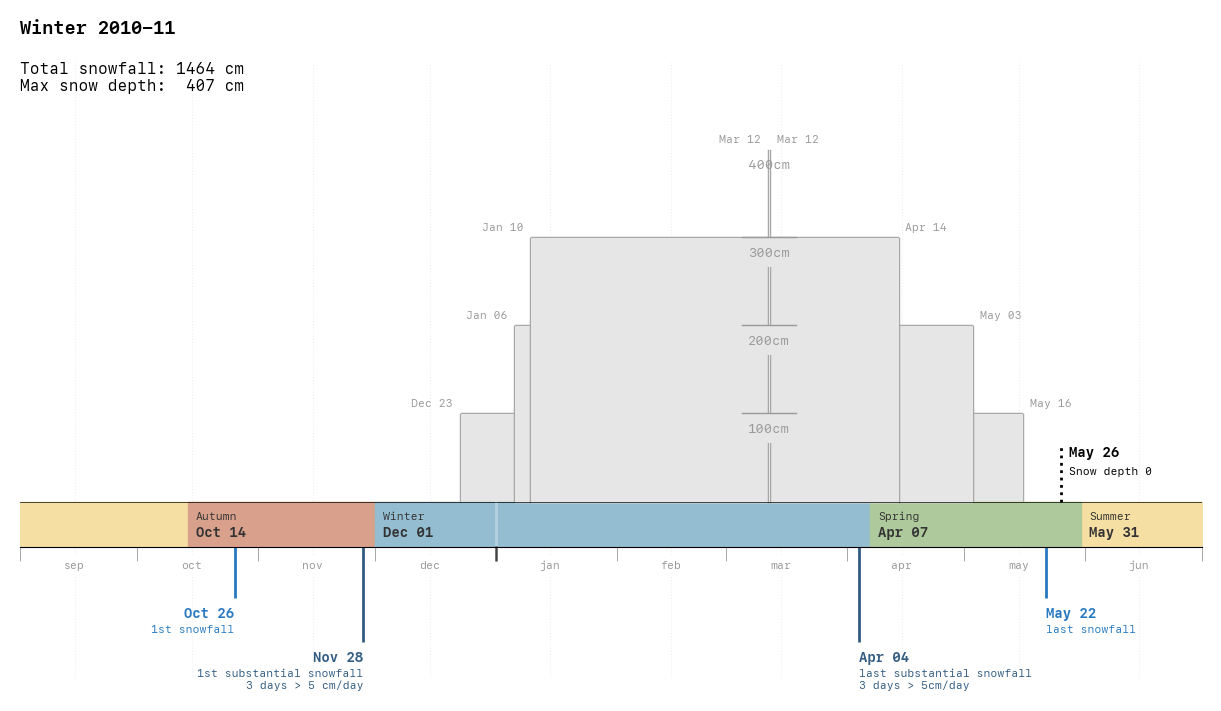 Winter 2010–11
Total snowfall: 1464 cm
Max snow depth:  407 cm
Mar 12 Mar 12
400cm
Jan 10
Apr 14
300cm
Jan 06
May 03
200cm
Dec 23
May 16
100cm
May 26
Snow depth 0
Autumn
Oct 14
Winter
Dec 01
Spring
Apr 07
Summer
May 31
sep oct nov dec jan feb mar apr may jun
Oct 26
1st snowfall
May 22
last snowfall
Nov 28
1st substantial snowfall
3 days > 5 cm/day
Apr 04
last substantial snowfall
3 days > 5cm/day